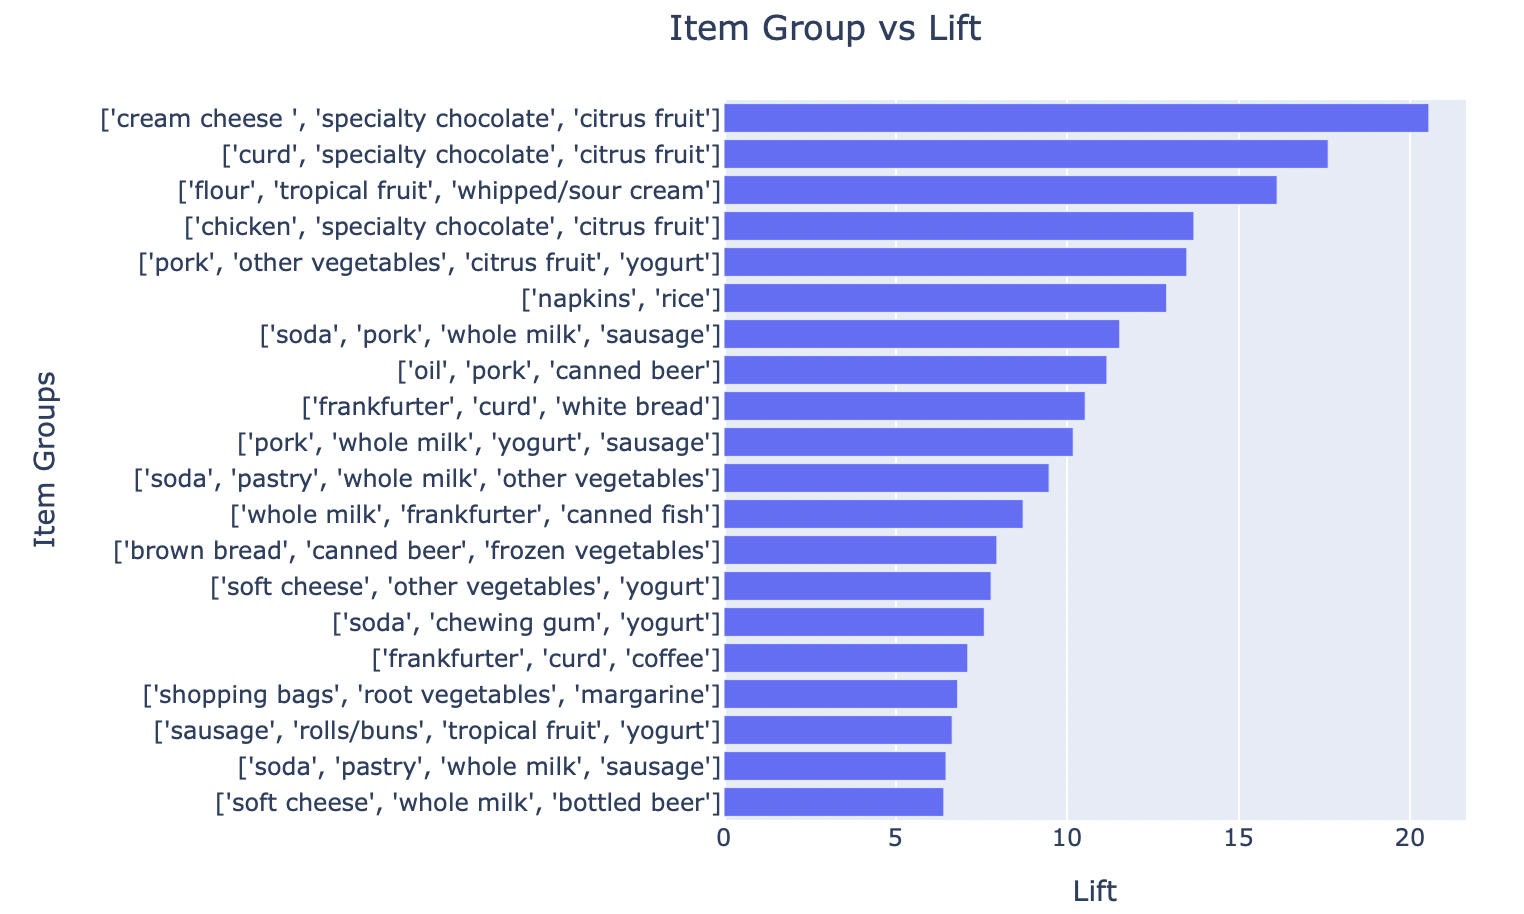 Item Group vs Lift
['cream cheese ', 'specialty chocolate', 'citrus fruit']
['curd', 'specialty chocolate', 'citrus fruit']
['flour', 'tropical fruit', 'whipped/sour cream']
['chicken', 'specialty chocolate', 'citrus fruit']
['pork', 'other vegetables', 'citrus fruit', 'yogurt']
['napkins', 'rice']
['soda', 'pork', 'whole milk', 'sausage']
['oil', 'pork', 'canned beer']
['frankfurter', 'curd', 'white bread']
['pork', 'whole milk', 'yogurt', 'sausage']
['soda', 'pastry', 'whole milk', 'other vegetables']
['whole milk', 'frankfurter', 'canned fish']
['brown bread', 'canned beer', 'frozen vegetables']
['soft cheese', 'other vegetables', 'yogurt']
['soda', 'chewing gum', 'yogurt']
['frankfurter', 'curd', 'coffee']
['shopping bags', 'root vegetables', 'margarine']
['sausage', 'rolls/buns', 'tropical fruit', 'yogurt']
['soda', 'pastry', 'whole milk', 'sausage']
['soft cheese', 'whole milk', 'bottled beer']
Item Groups
0 5 10 15 20
Lift